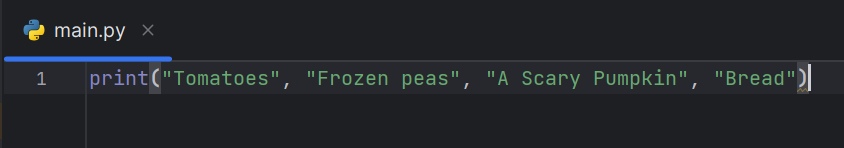 main.py
1 print("Tomatoes", "Frozen peas", "A Scary Pumpkin", "Bread")